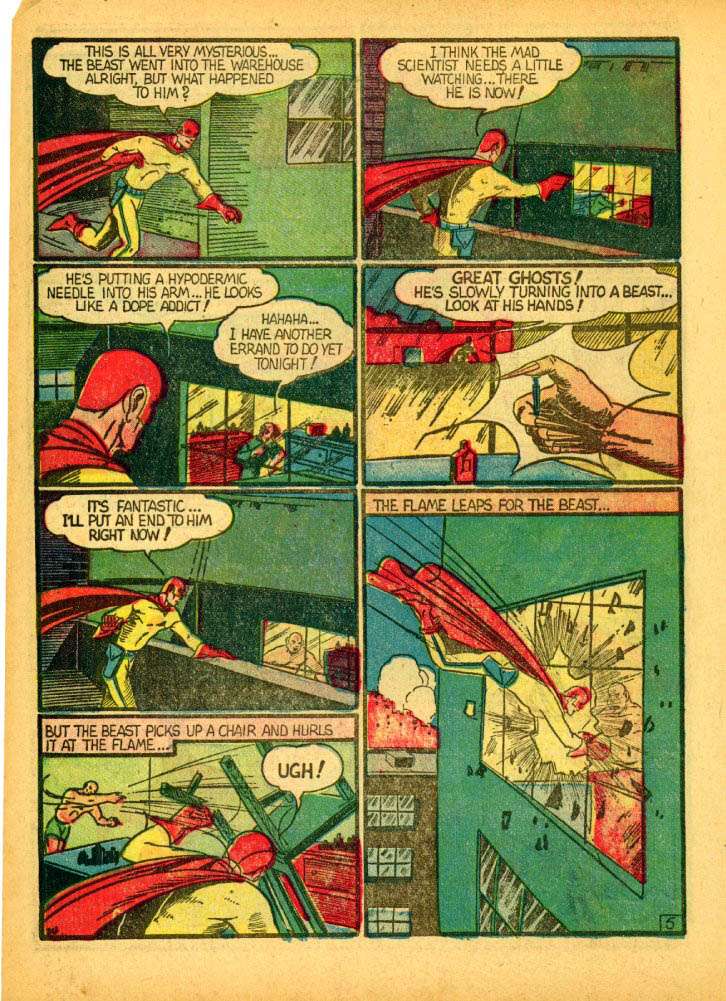 THIS IS ALL VERY MYSTERIOUS...
THE BEAST WENT INTO THE WAREHOUSE
ALRIGHT, BUT WHAT HAPPENED
TO HIM?
I THINK THE MAD
SCIENTIST NEEDS A LITTLE
WATCHING...THERE
HE IS NOW!
HE'S PUTTING A HYPODERMIC
NEEDLE INTO HIS ARM...HE LOOKS
LIKE A DOPE ADDICT!
HAHAHA...
I HAVE ANOTHER
ERRAND TO DO YET
TONIGHT!
GREAT GHOSTS!
HE'S SLOWLY TURNING INTO A BEAST...
LOOK AT HIS HANDS!
IT'S FANTASTIC...
I'LL PUT AN END TO HIM
RIGHT NOW!
BUT THE BEAST PICKS UP A CHAIR AND HURLS
IT AT THE FLAME...
UGH!
THE FLAME LEAPS FOR THE BEAST...
5